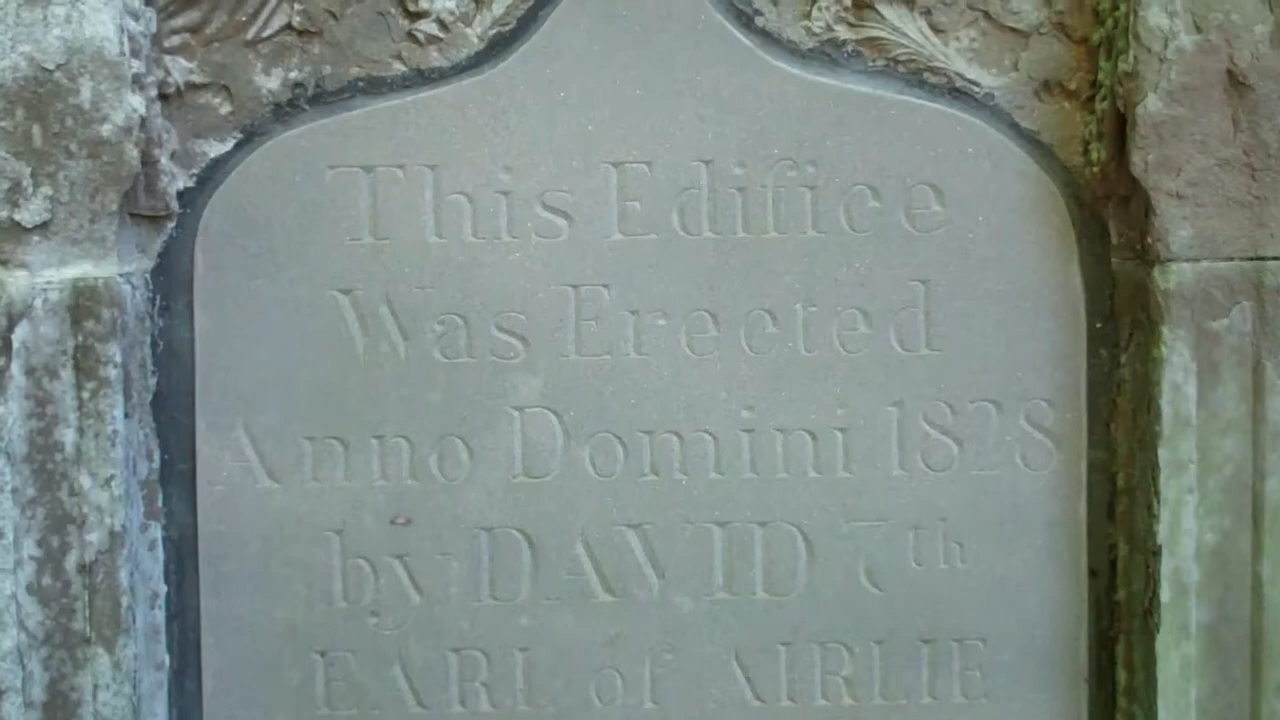 This Edifice
Was Erected
Anno Domini 1828
by DAVID 7th
EARL of AIRLIE